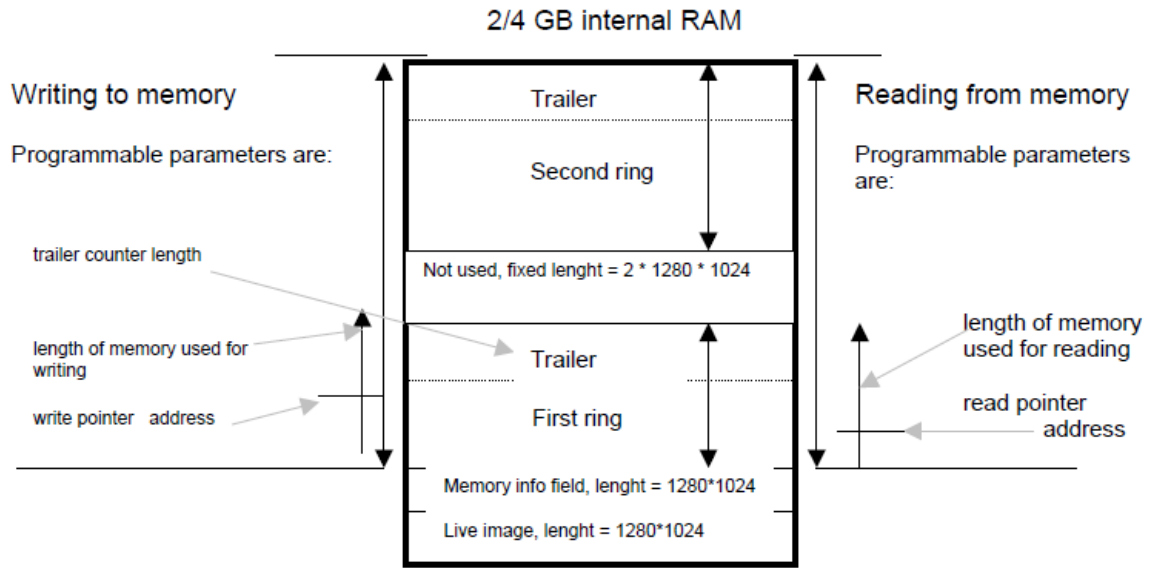 2/4 GB internal RAM
Writing to memory
Programmable parameters are:
trailer counter length
length of memory used for
writing
write pointer address
Trailer
Second ring
Not used, fixed lenght = 2 * 1280 * 1024
Trailer
First ring
Memory info field, lenght = 1280*1024
Live image, lenght = 1280*1024
Reading from memory
Programmable parameters
are:
length of memory
used for reading
read pointer
address